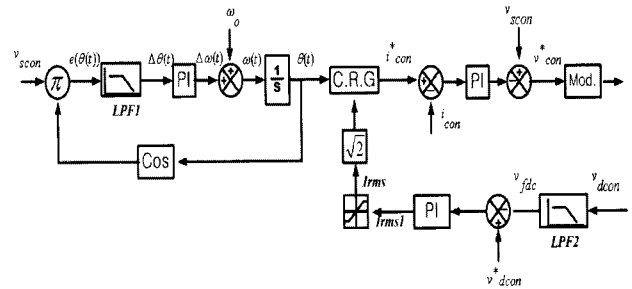 ω_o
v_scon
v_scon
π
e(θ(t))
LPF1
Δθ(t)
PI
Δω(t)
ω(t)
1/s
θ(t)
C.R.G
i*_con
i_con
PI
v*_con
Mod.
Cos
√2
Irms
Irms1
PI
v_fdc
v_dcon
LPF2
v*_dcon